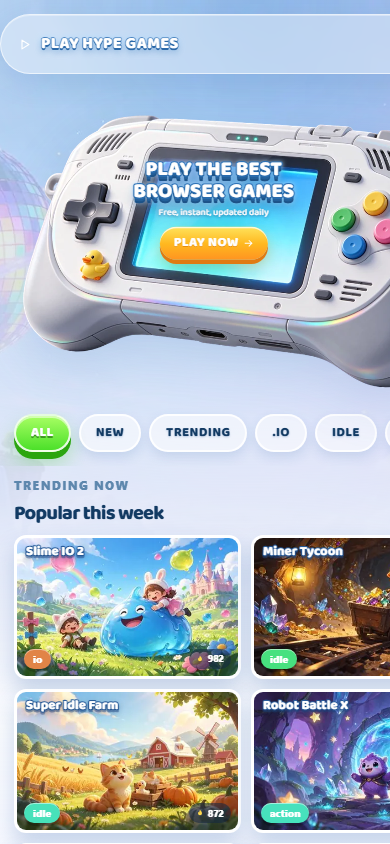 PLAY HYPE GAMES
PLAY THE BEST
BROWSER GAMES
Free, instant, updated daily
PLAY NOW →
ALL
NEW
TRENDING
.IO
IDLE
TRENDING NOW
Popular this week
Slime IO 2
Miner Tycoon
io
982
idle
Super Idle Farm
Robot Battle X
idle
872
action